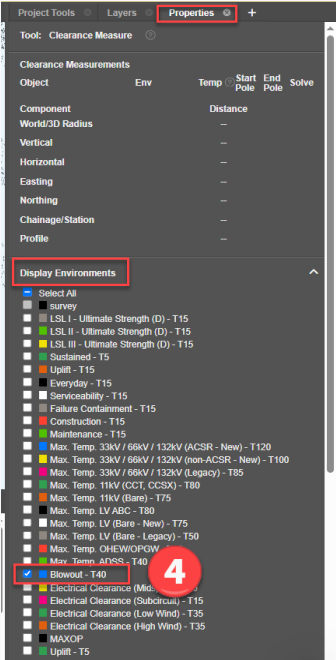 Project Tools Layers Properties +
Tool: Clearance Measure ?
Clearance Measurements
Object Env Temp ? Start Pole End Pole Solve
Component Distance
World/3D Radius --
Vertical --
Horizontal --
Easting --
Northing --
Chainage/Station --
Profile --
Display Environments
Select All
survey
LSL I - Ultimate Strength (D) - T15
LSL II - Ultimate Strength (D) - T15
LSL III - Ultimate Strength (D) - T15
Sustained - T5
Uplift - T15
Everyday - T15
Serviceability - T15
Failure Containment - T15
Construction - T15
Maintenance - T15
Max. Temp. 33kV / 66kV / 132kV (ACSR - New) - T120
Max. Temp. 33kV / 66kV / 132kV (non-ACSR - New) - T100
Max. Temp. 33kV / 66kV / 132kV (Legacy) - T85
Max. Temp. 11kV (CCT, CCSX) - T80
Max. Temp. 11kV (Bare) - T75
Max. Temp. LV ABC - T80
Max. Temp. LV (Bare - New) - T75
Max. Temp. LV (Bare - Legacy) - T50
Max. Temp. OHEW/OPGW
Max. Temp. ADSS - T40
Blowout - T40
4
Electrical Clearance
Electrical Clearance (Subcircuit) - T15
Electrical Clearance (Low Wind) - T35
Electrical Clearance (High Wind) - T35
MAXOP
Uplift - T5